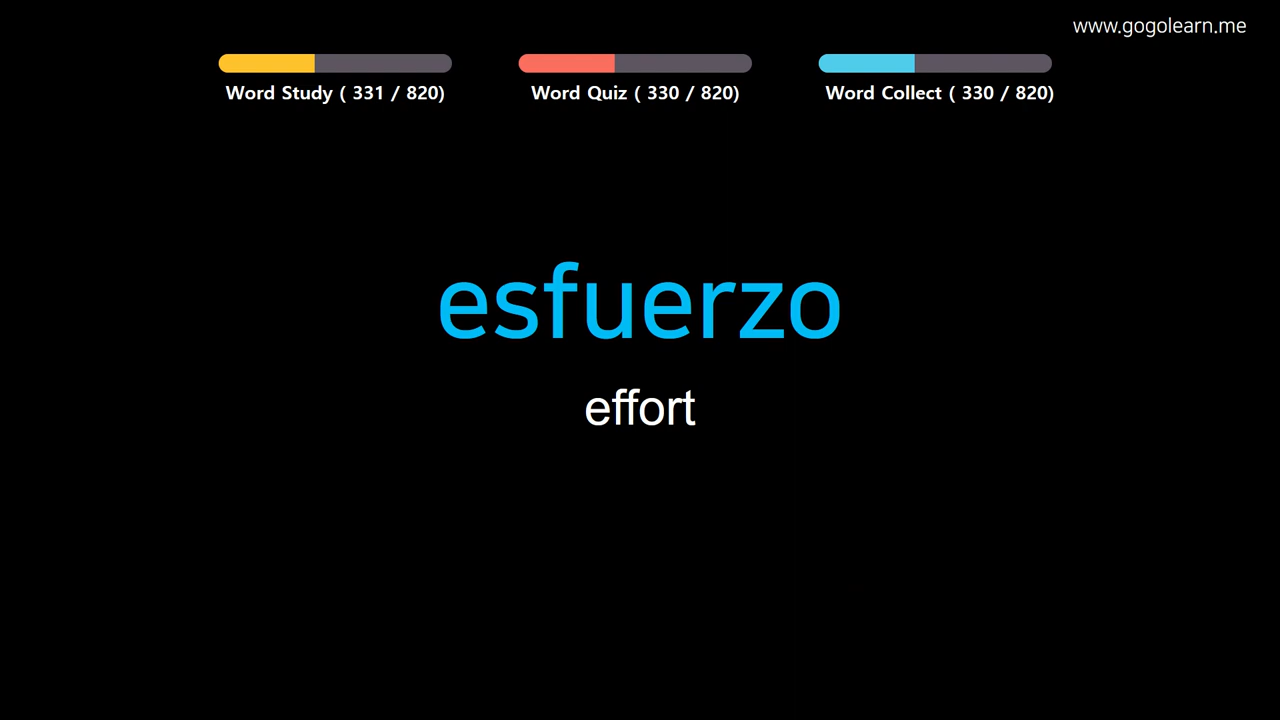 www.gogolearn.me
Word Study ( 331 / 820)
Word Quiz ( 330 / 820)
Word Collect ( 330 / 820)
esfuerzo
effort